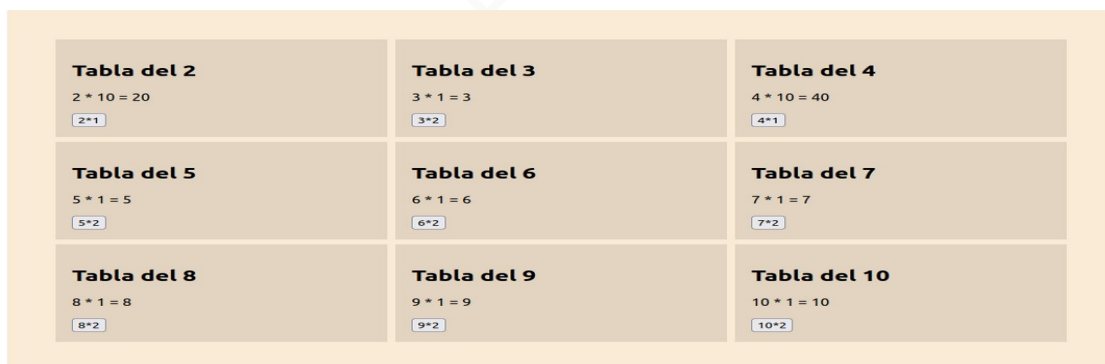 Tabla del 2
2 * 10 = 20
2*1
Tabla del 3
3 * 1 = 3
3*2
Tabla del 4
4 * 10 = 40
4*1
Tabla del 5
5 * 1 = 5
5*2
Tabla del 6
6 * 1 = 6
6*2
Tabla del 7
7 * 1 = 7
7*2
Tabla del 8
8 * 1 = 8
8*2
Tabla del 9
9 * 1 = 9
9*2
Tabla del 10
10 * 1 = 10
10*2